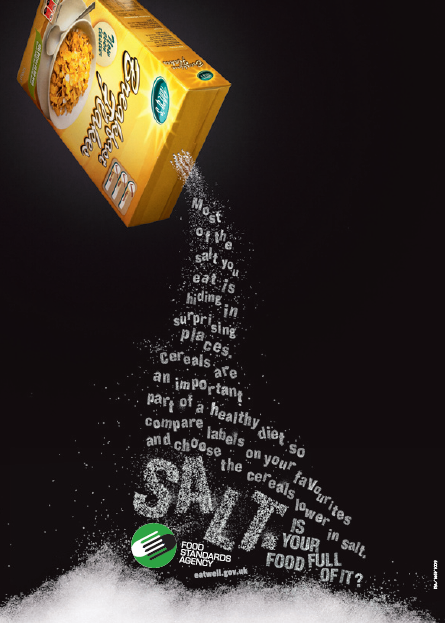 Breakfast
Flakes
Most
of the
salt you
eat is
hiding in
surprising
places.
Cereals are
an important
part of a healthy diet, so
compare labels on your favourites
and choose the cereals lower in salt.
SALT.
IS
YOUR
FOOD FULL
OF IT?
FOOD
STANDARDS
AGENCY
eatwell.gov.uk